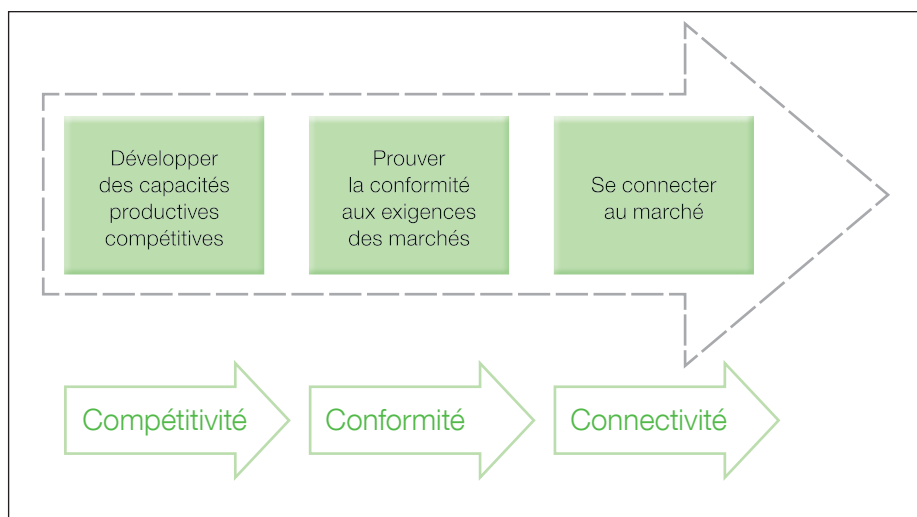 Développer
des capacités
productives
compétitives
Prouver
la conformité
aux exigences
des marchés
Se connecter
au marché
Compétitivité
Conformité
Connectivité